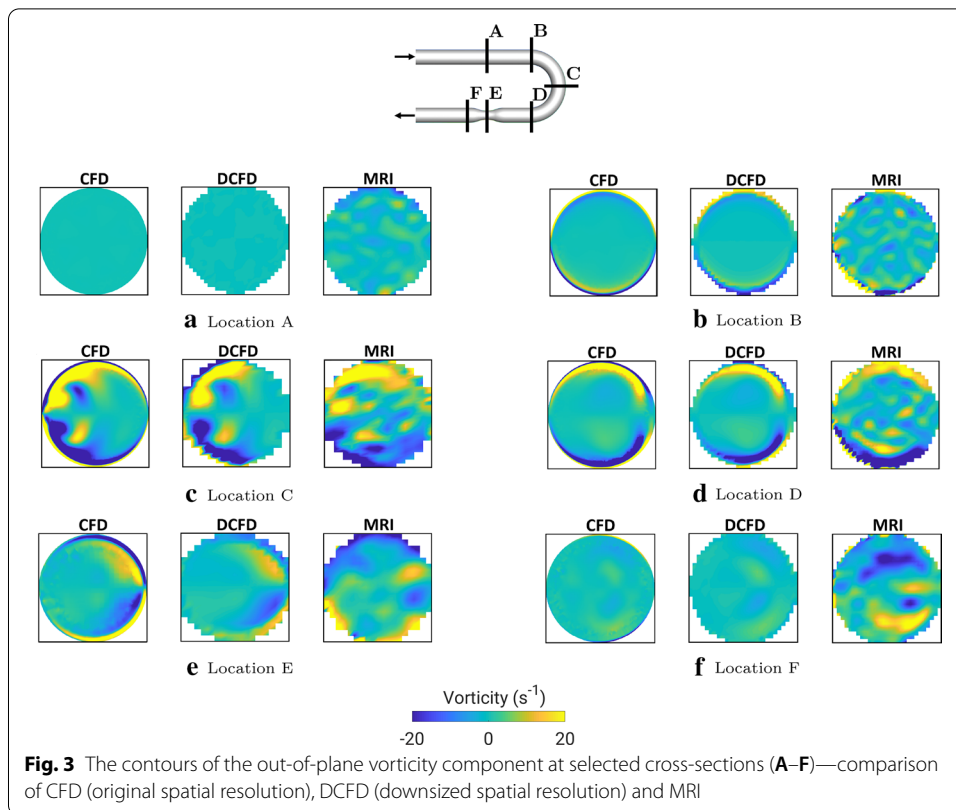 A B
C
F E D
CFD DCFD MRI CFD DCFD MRI
a Location A b Location B
CFD DCFD MRI CFD DCFD MRI
c Location C d Location D
CFD DCFD MRI CFD DCFD MRI
e Location E f Location F
Vorticity (s⁻¹)
-20 0 20
Fig. 3 The contours of the out-of-plane vorticity component at selected cross-sections (A–F)—comparison
of CFD (original spatial resolution), DCFD (downsized spatial resolution) and MRI